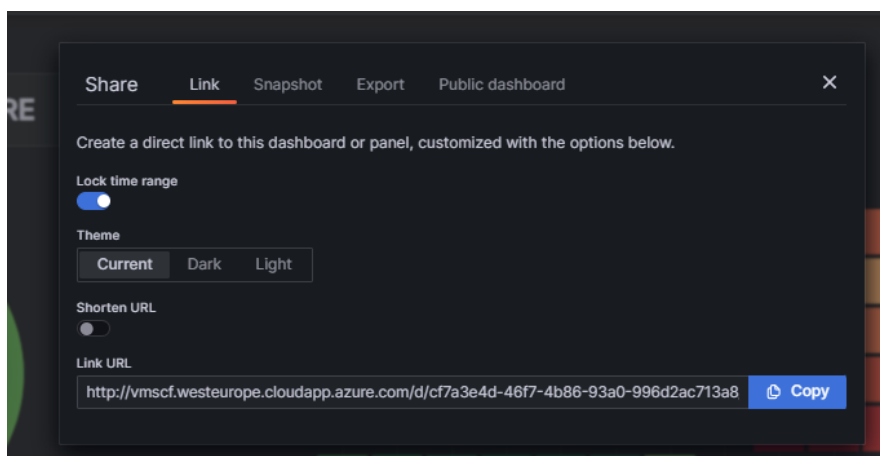 RE
Share Link Snapshot Export Public dashboard
Create a direct link to this dashboard or panel, customized with the options below.
Lock time range
Theme
Current Dark Light
Shorten URL
Link URL
http://vmscf.westeurope.cloudapp.azure.com/d/cf7a3e4d-46f7-4b86-93a0-996d2ac713a8
Copy